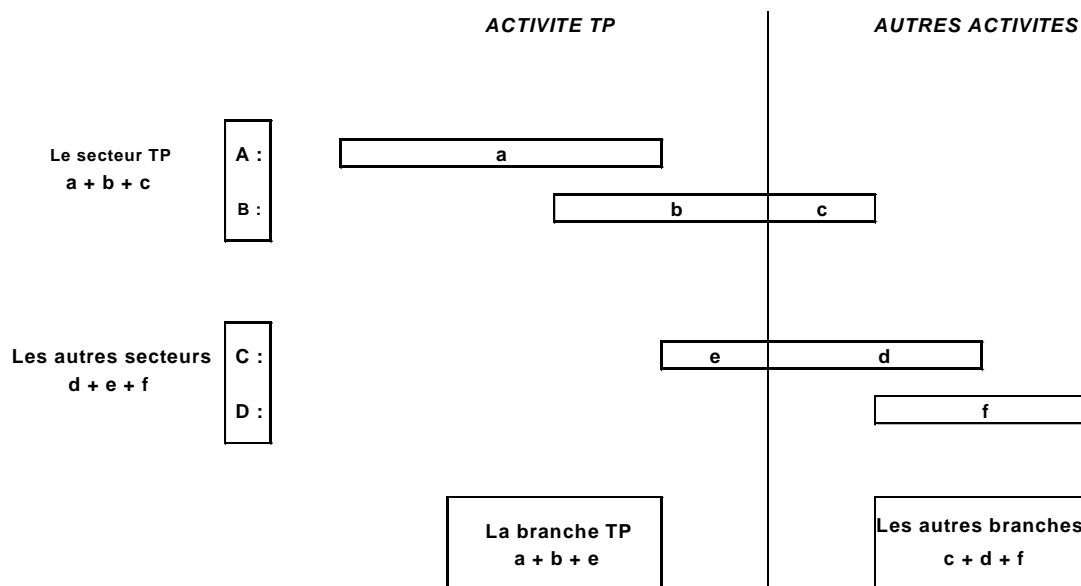 ACTIVITE TP
AUTRES ACTIVITES
Le secteur TP
a + b + c
A :
a
B :
b
c
Les autres secteurs
d + e + f
C :
e
d
D :
f
La branche TP
a + b + e
Les autres branches
c + d + f